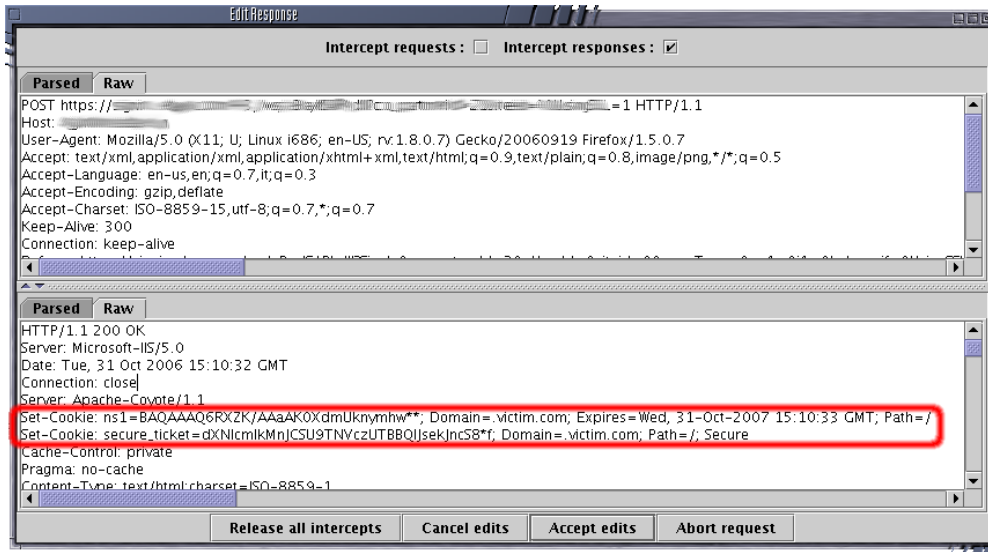 Edit Response
Intercept requests : Intercept responses :
Parsed Raw
POST https:// =1 HTTP/1.1
Host:
User-Agent: Mozilla/5.0 (X11; U; Linux i686; en-US; rv:1.8.0.7) Gecko/20060919 Firefox/1.5.0.7
Accept: text/xml,application/xml,application/xhtml+xml,text/html;q=0.9,text/plain;q=0.8,image/png,*/*;q=0.5
Accept-Language: en-us,en;q=0.7,it;q=0.3
Accept-Encoding: gzip,deflate
Accept-Charset: ISO-8859-15,utf-8;q=0.7,*;q=0.7
Keep-Alive: 300
Connection: keep-alive
Parsed Raw
HTTP/1.1 200 OK
Server: Microsoft-IIS/5.0
Date: Tue, 31 Oct 2006 15:10:32 GMT
Connection: close
Server: Apache-Coyote/1.1
Set-Cookie: ns1=BAQAAAQ6RXZK/AAaAK0XdmUknymhw**; Domain=.victim.com; Expires=Wed, 31-Oct-2007 15:10:33 GMT; Path=/
Set-Cookie: Domain=.victim.com; Path=/; Secure
Cache-Control: private
Pragma: no-cache
Content-Type: text/html;charset=ISO-8859-1
Release all intercepts Cancel edits Accept edits Abort request